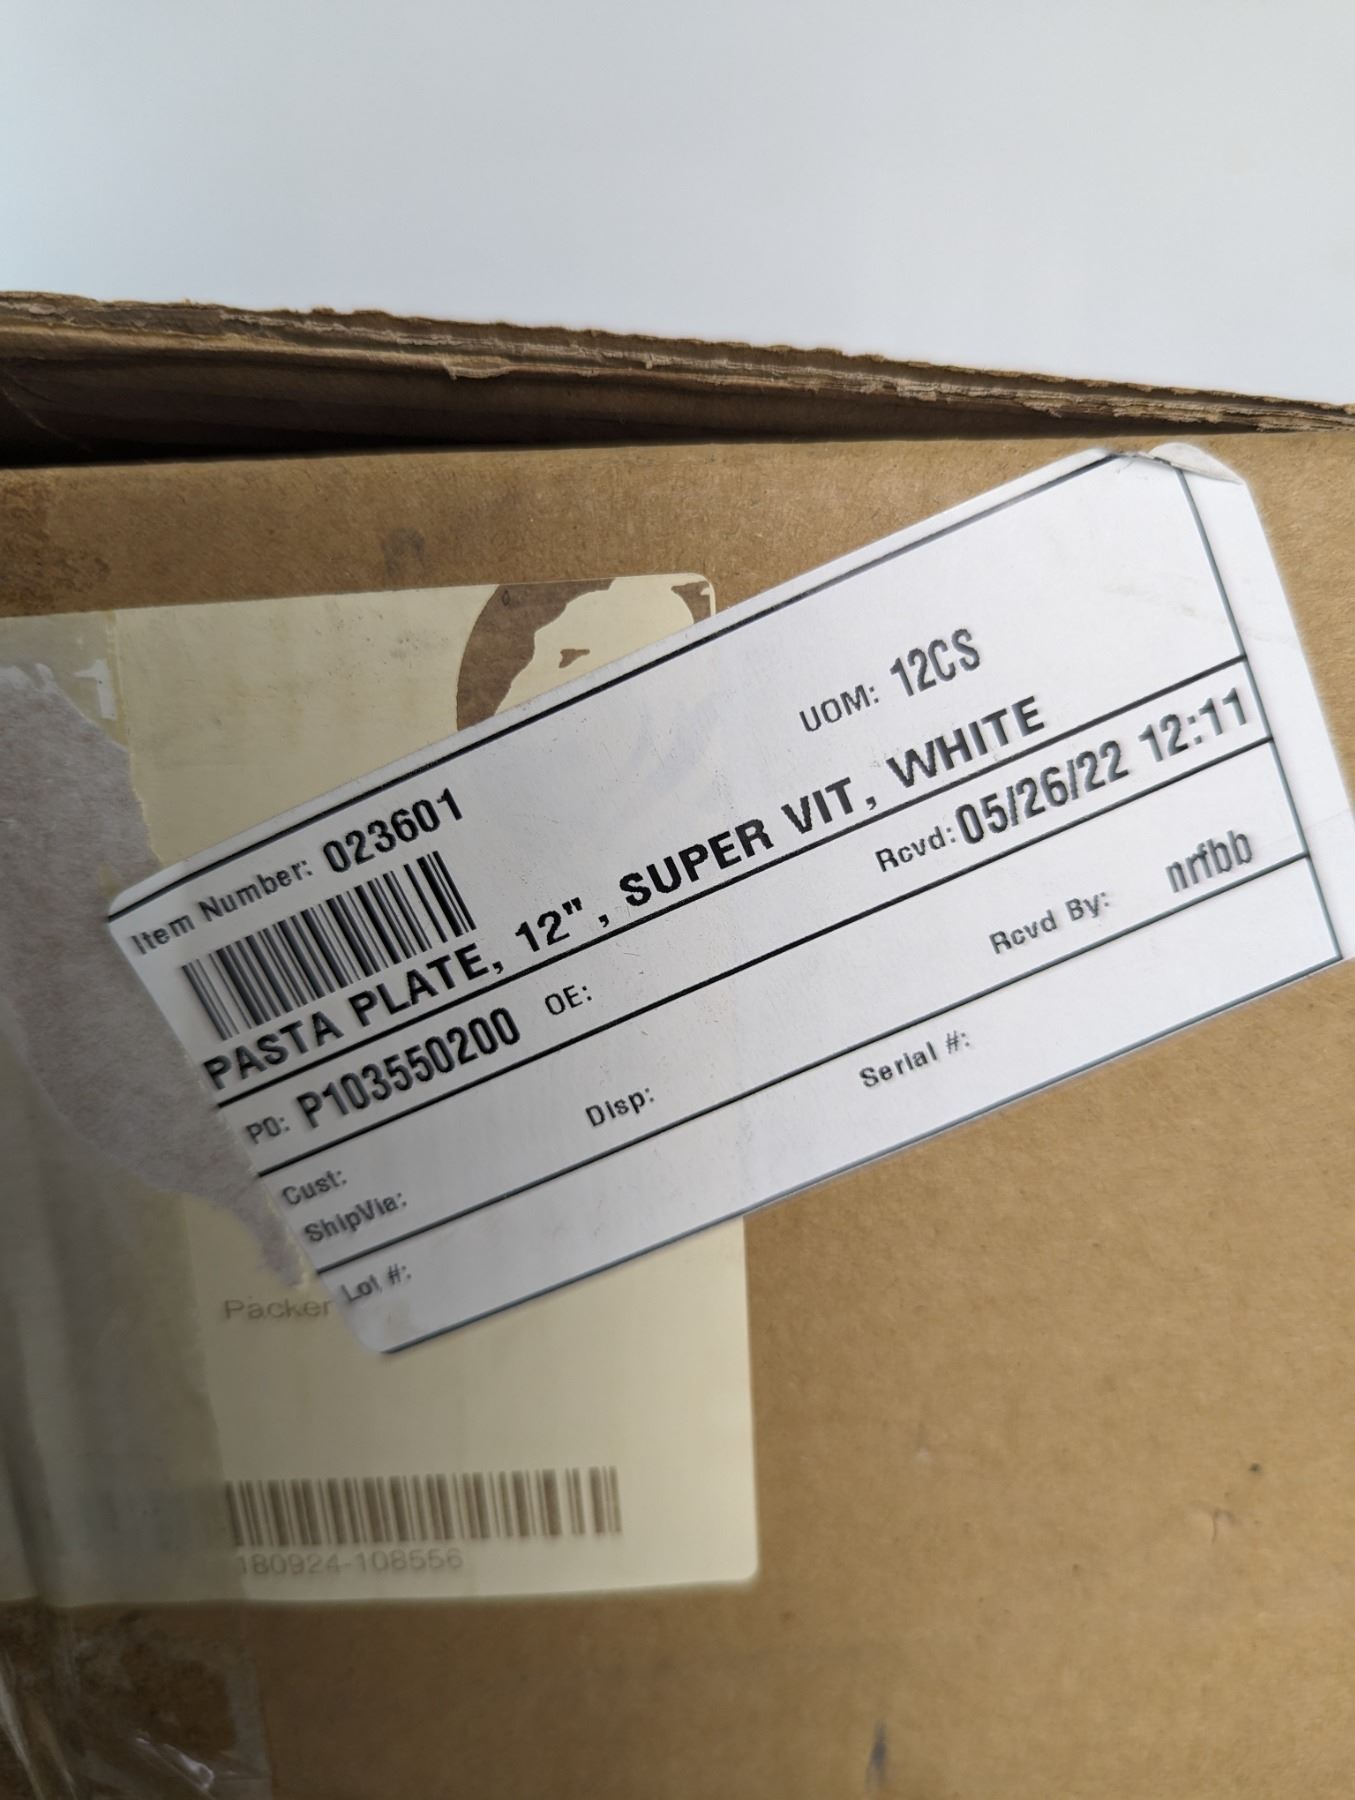 Item Number: 023601
UOM: 12CS
PASTA PLATE, 12", SUPER VIT, WHITE
PO: P103550200 OE: Rcvd: 05/26/22 12:11
Cust: Disp: Rcvd By: nrfbb
ShipVia:
Lot #: Serial #:
Packer
180924-108556